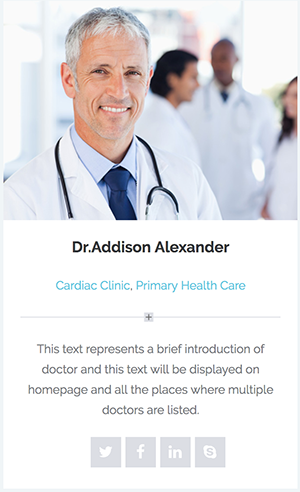 Dr.Addison Alexander
Cardiac Clinic, Primary Health Care
This text represents a brief introduction of
doctor and this text will be displayed on
homepage and all the places where multiple
doctors are listed.